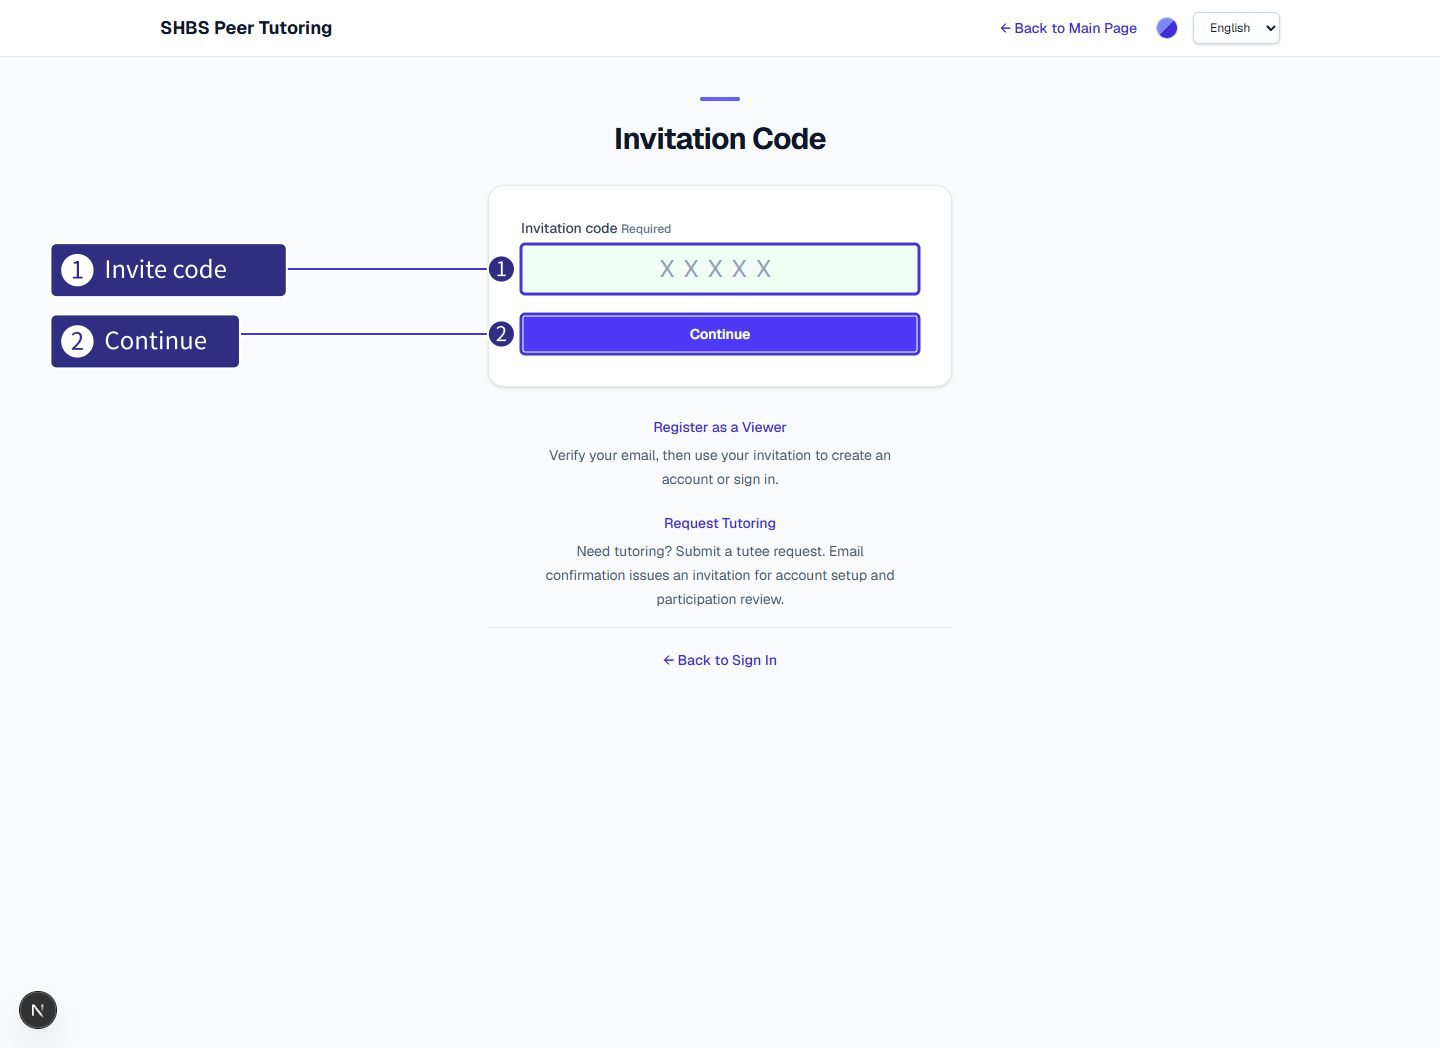 SHBS Peer Tutoring
← Back to Main Page
English
Invitation Code
Invitation code Required
1 Invite code
1
X X X X X
2 Continue
2
Continue
Register as a Viewer
Verify your email, then use your invitation to create an
account or sign in.
Request Tutoring
Need tutoring? Submit a tutee request. Email
confirmation issues an invitation for account setup and
participation review.
← Back to Sign In
N